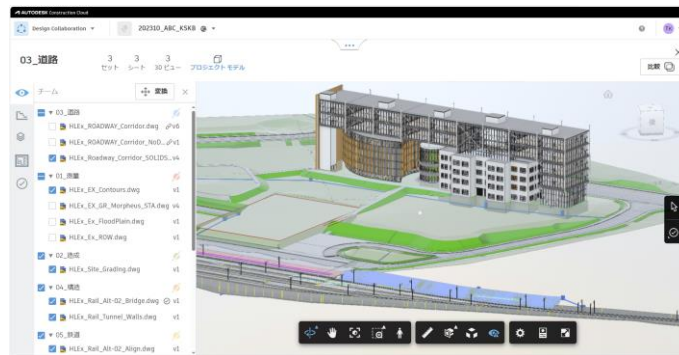 AUTODESK Construction Cloud
Design Collaboration
202310_ABC_KSKB
03_道路
3 セット
3 シート
3 3D ビュー
プロジェクト モデル
比較
チーム
変換
03_道路
HLEx_ROADWAY_Corridor.dwg v6
HLEx_ROADWAY_Corridor_NoD... v1
HLEx_Roadway_Corridor_SOLIDS... v4
01_測量
HLEx_EX_Contours.dwg v1
HLEx_EX_GR_Morpheus_STA.dwg v4
HLEx_Ex_FloodPlain.dwg v1
HLEx_Ex_ROW.dwg v1
02_造成
HLEx_Site_Grading.dwg v1
04_構造
HLEx_Rail_Alt-02_Bridge.dwg v1
HLEx_Rail_Tunnel_Walls.dwg v1
05_鉄道
HLEx_Rail_Alt-02_Align.dwg v1